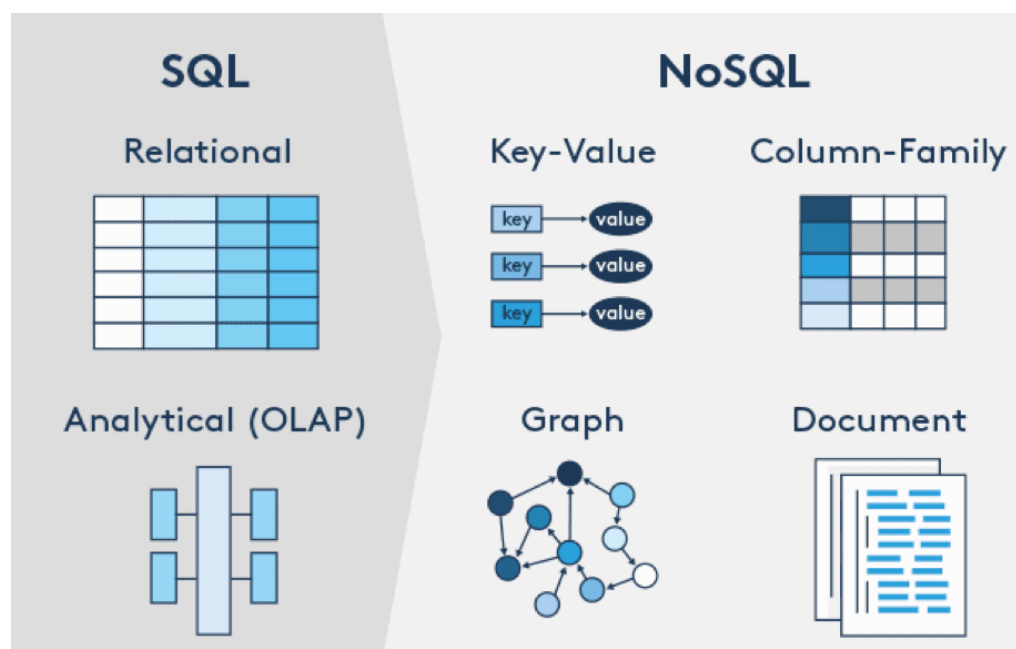 SQL
Relational
Analytical (OLAP)
NoSQL
Key-Value
key value
key value
key value
Column-Family
Graph
Document